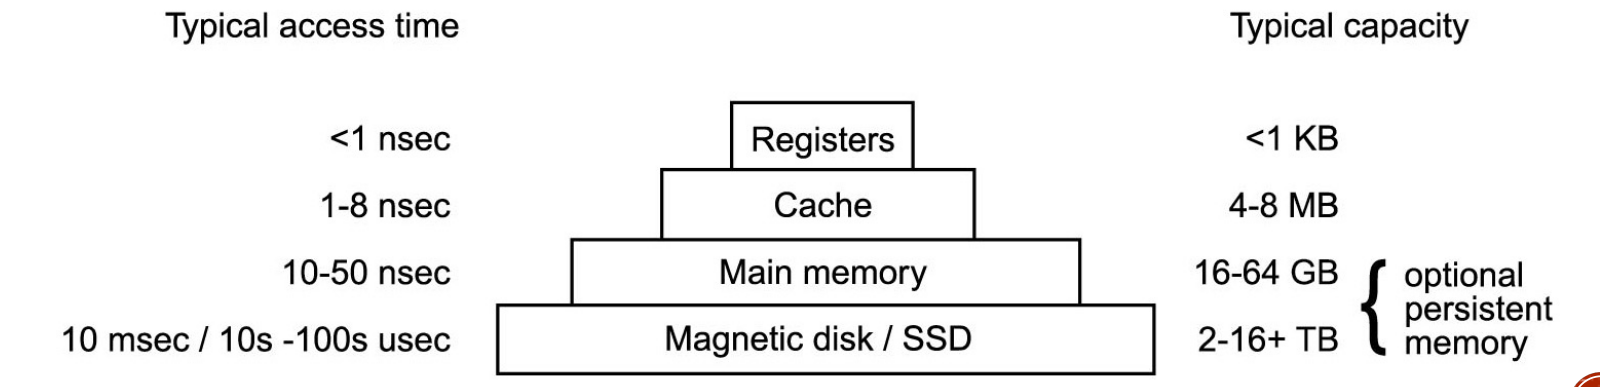 Typical access time Typical capacity
<1 nsec Registers <1 KB
1-8 nsec Cache 4-8 MB
10-50 nsec Main memory 16-64 GB
10 msec / 10s -100s usec Magnetic disk / SSD 2-16+ TB
optional
persistent
memory